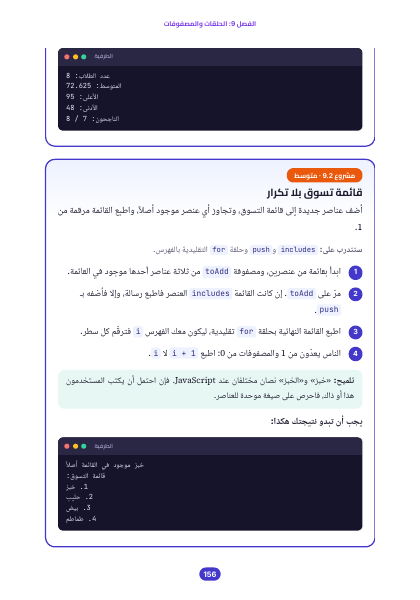 الفصل 9: الحلقات والمصفوفات
الطرفية
عدد الطلاب: 8
المتوسط: 72.625
الأعلى: 95
الأدنى: 48
الناجحون: 7 / 8
مشروع 9.2 · متوسط
قائمة تسوق بلا تكرار
أضف عناصر جديدة إلى قائمة التسوق، وتجاوز أي عنصر موجود أصلاً، واطبع القائمة مرقمة من
1.
ستتدرب على: includes و push وحلقة for التقليدية بالفهرس.
1 ابدأ بقائمة من عنصرين، ومصفوفة toAdd من ثلاثة عناصر أحدها موجود في القائمة.
2 مرّ على toAdd . إن كانت القائمة includes العنصر فاطبع رسالة، وإلا فأضفه بـ
push .
3 اطبع القائمة النهائية بحلقة for تقليدية، ليكون معك الفهرس i فترقّم كل سطر.
4 الناس يعدّون من 1 والمصفوفات من 0: اطبع i + 1 لا i .
تلميح: «خبز» و«الخبز» نصان مختلفان عند JavaScript. فإن احتمل أن يكتب المستخدمون
هذا أو ذاك، فاحرص على صيغة موحدة للعناصر.
يجب أن تبدو نتيجتك هكذا:
الطرفية
خبز موجود في القائمة أصلاً
قائمة التسوق:
1. خبز
2. حليب
3. بيض
4. طماطم
156